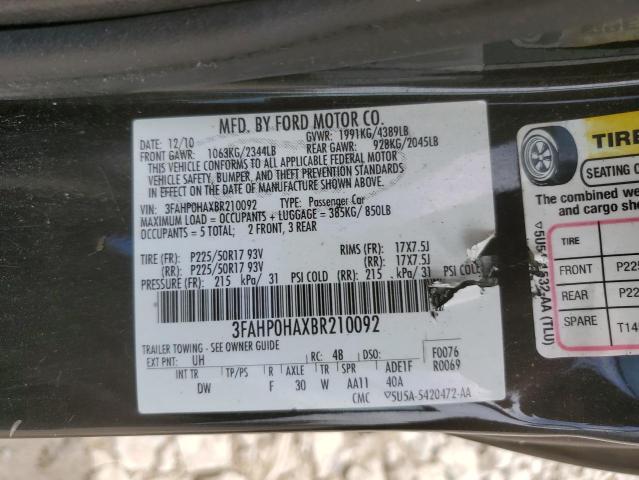 MFD. BY FORD MOTOR CO.
DATE: 12/10 GVWR: 1991KG/4389LB
FRONT GAWR: 1063KG/2344LB REAR GAWR: 928KG/2045LB
THIS VEHICLE CONFORMS TO ALL APPLICABLE FEDERAL MOTOR
VEHICLE SAFETY, BUMPER, AND THEFT PREVENTION STANDARDS
IN EFFECT ON THE DATE OF MANUFACTURE SHOWN ABOVE.
VIN: 3FAHP0HAXBR210092 TYPE: Passenger Car
MAXIMUM LOAD = OCCUPANTS + LUGGAGE = 385KG/850LB
OCCUPANTS = 5 TOTAL: 2 FRONT, 3 REAR
TIRE (FR): P225/50R17 93V RIMS (FR): 17X7.5J
(RR): P225/50R17 93V (RR): 17X7.5J
PRESSURE (FR): 215 kPa/ 31 PSI COLD (RR): 215 kPa/ 31 PSI COLD
3FAHP0HAXBR210092
TRAILER TOWING - SEE OWNER GUIDE
EXT PNT: UH RC: 48 DSO: F0076
INT TR TP/PS R AXLE TR SPR ADE1F R0069
DW F 30 W AA11 40A
CMC ▽5U5A-5420472-AA
TIRE
SEATING
The combined
and cargo
TIRE
FRONT P225
REAR P22
SPARE T14